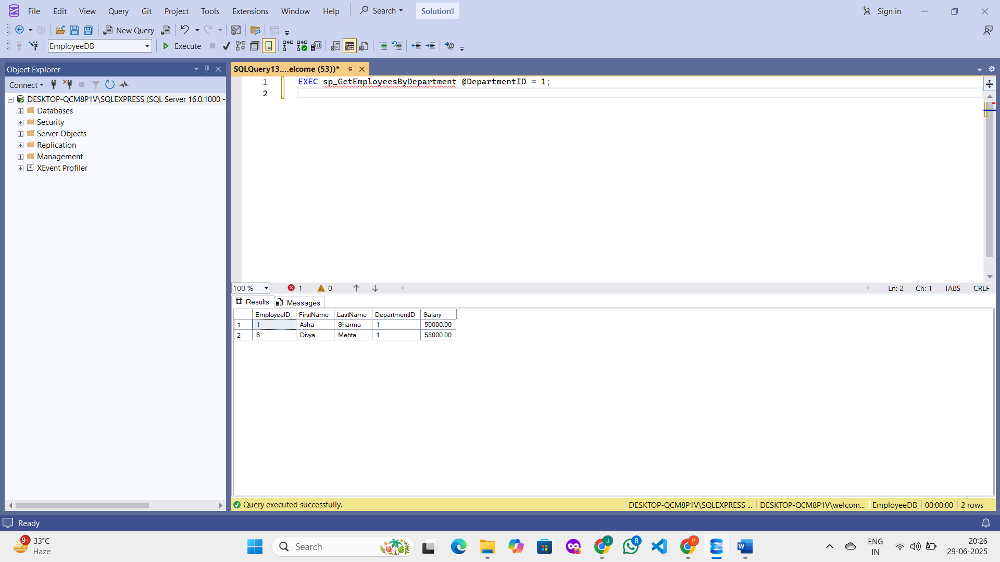 File Edit View Query Git Project Tools Extensions Window Help Search Solution1 Sign in
New Query
EmployeeDB Execute
Object Explorer
Connect
DESKTOP-QCM8P1V\SQLEXPRESS (SQL Server 16.0.1000 -
Databases
Security
Server Objects
Replication
Management
XEvent Profiler
SQLQuery13....elcome (53))*
1 EXEC sp_GetEmployeesByDepartment @DepartmentID = 1;
2
100 % 1 0 Ln: 2 Ch: 1 TABS CRLF
Results Messages
EmployeeID FirstName LastName DepartmentID Salary
1 1 Asha Sharma 1 50000.00
2 6 Divya Mehta 1 58000.00
Query executed successfully. DESKTOP-QCM8P1V\SQLEXPRESS ... DESKTOP-QCM8P1V\welcom... EmployeeDB 00:00:00 2 rows
Ready
9+ 33°C
Haze
Search
J
8
P
ENG
IN
20:26
29-06-2025